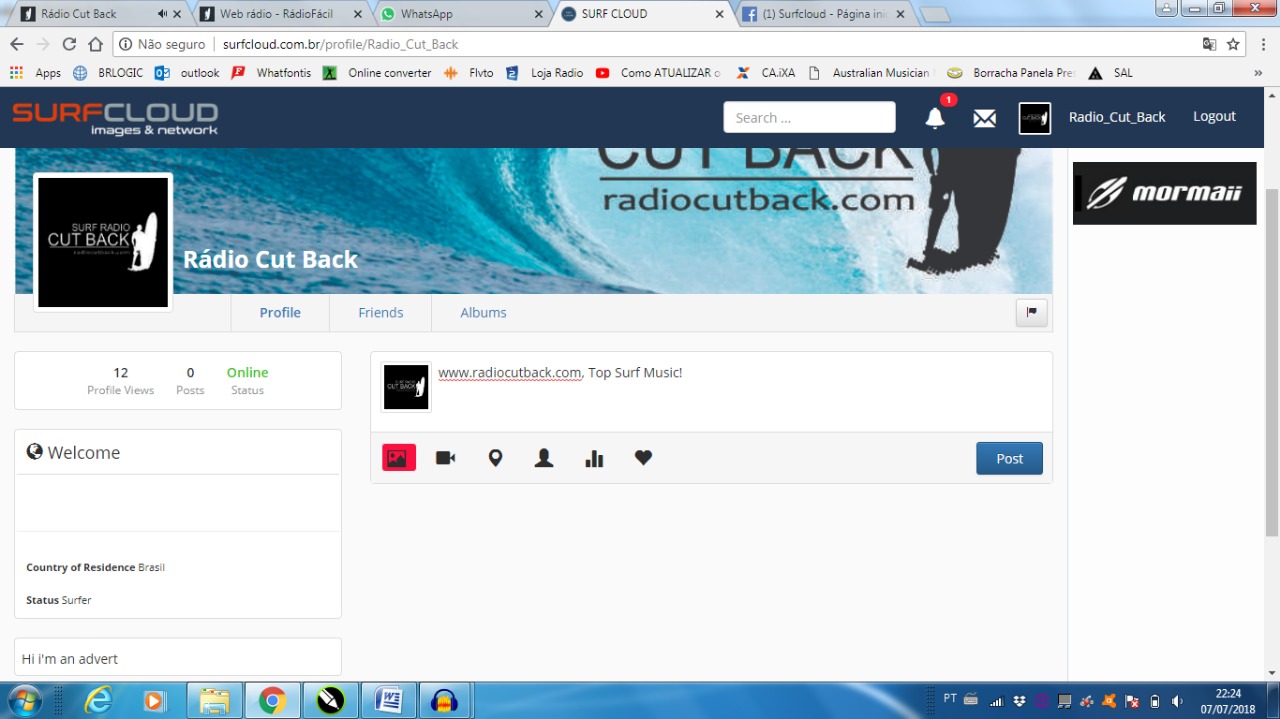 Rádio Cut Back
Web rádio - RádioFácil
WhatsApp
SURF CLOUD
(1) Surfcloud - Página ini
Não seguro | surfcloud.com.br/profile/Radio_Cut_Back
Apps BRLOGIC outlook Whatfontis Online converter Flvto Loja Radio Como ATUALIZAR CA.iXA Australian Musician Borracha Panela Pre SAL »
SURFCLOUD
images & network
Search ...
1
Radio_Cut_Back
Logout
CUT BACK
radiocutback.com
mormaii
SURF RADIO
CUT BACK
radiocutback.com
Rádio Cut Back
Profile Friends Albums
12 0 Online
Profile Views Posts Status
www.radiocutback.com, Top Surf Music!
Post
Welcome
Country of Residence Brasil
Status Surfer
Hi i'm an advert
PT
22:24
07/07/2018